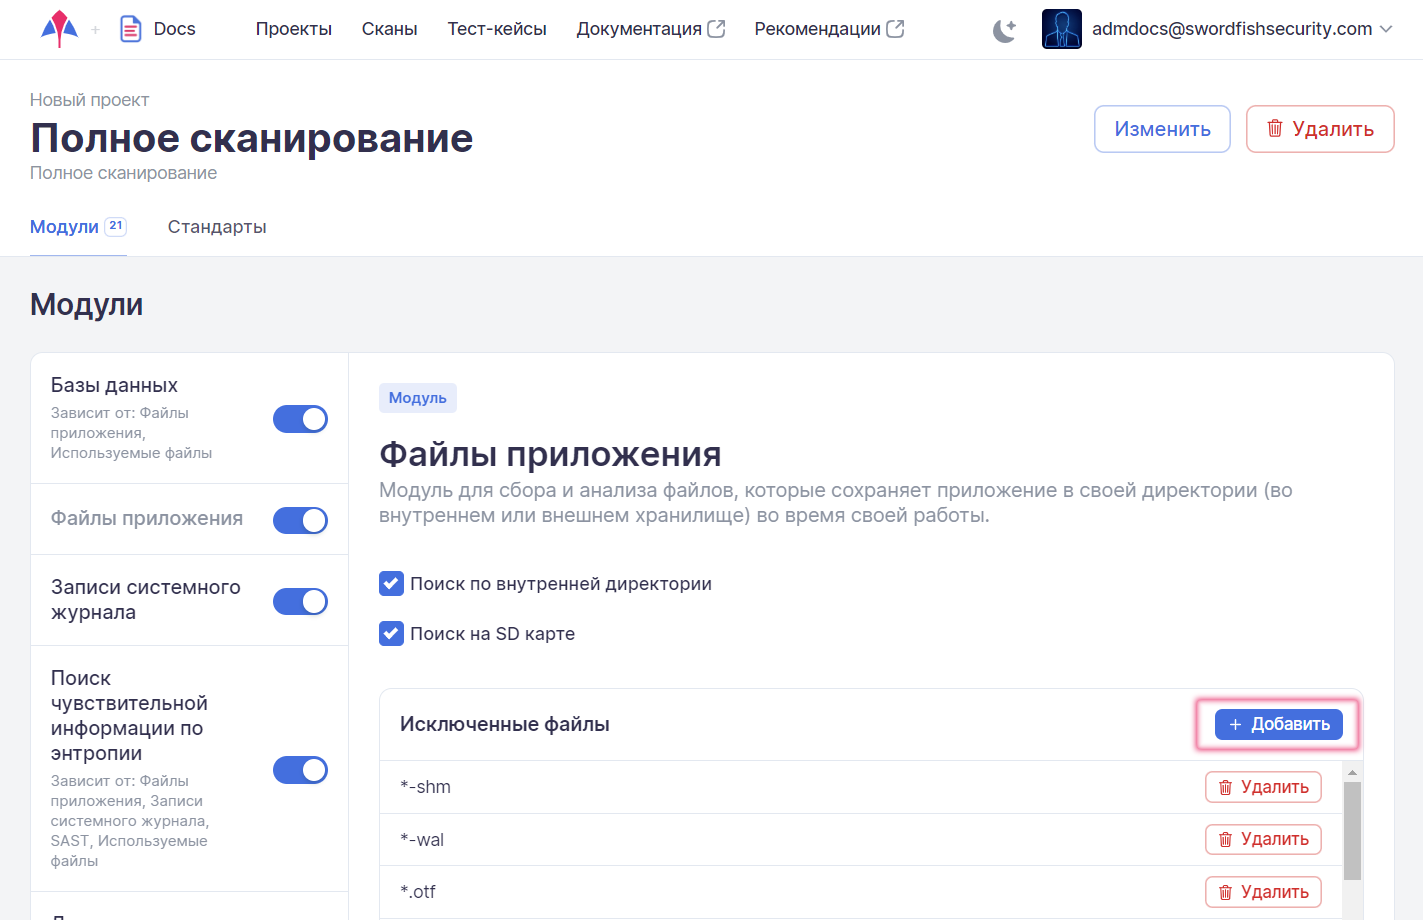 Docs
Проекты
Сканы
Тест-кейсы
Документация
Рекомендации
admdocs@swordfishsecurity.com
Новый проект
Полное сканирование
Полное сканирование
Изменить
Удалить
Модули 21
Стандарты
Модули
Базы данных
Зависит от: Файлы
приложения,
Используемые файлы
Файлы приложения
Записи системного
журнала
Поиск
чувствительной
информации по
энтропии
Зависит от: Файлы
приложения, Записи
системного журнала,
SAST, Используемые
файлы
Модуль
Файлы приложения
Модуль для сбора и анализа файлов, которые сохраняет приложение в своей директории (во
внутреннем или внешнем хранилище) во время своей работы.
Поиск по внутренней директории
Поиск на SD карте
Исключенные файлы
+ Добавить
*-shm
Удалить
*-wal
Удалить
*.otf
Удалить